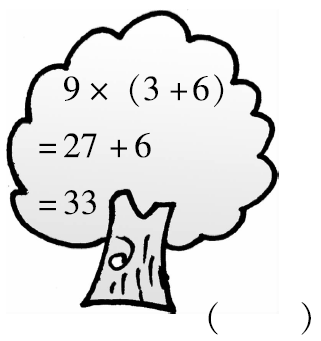 9 × (3 + 6)
= 27 + 6
= 33
(    )